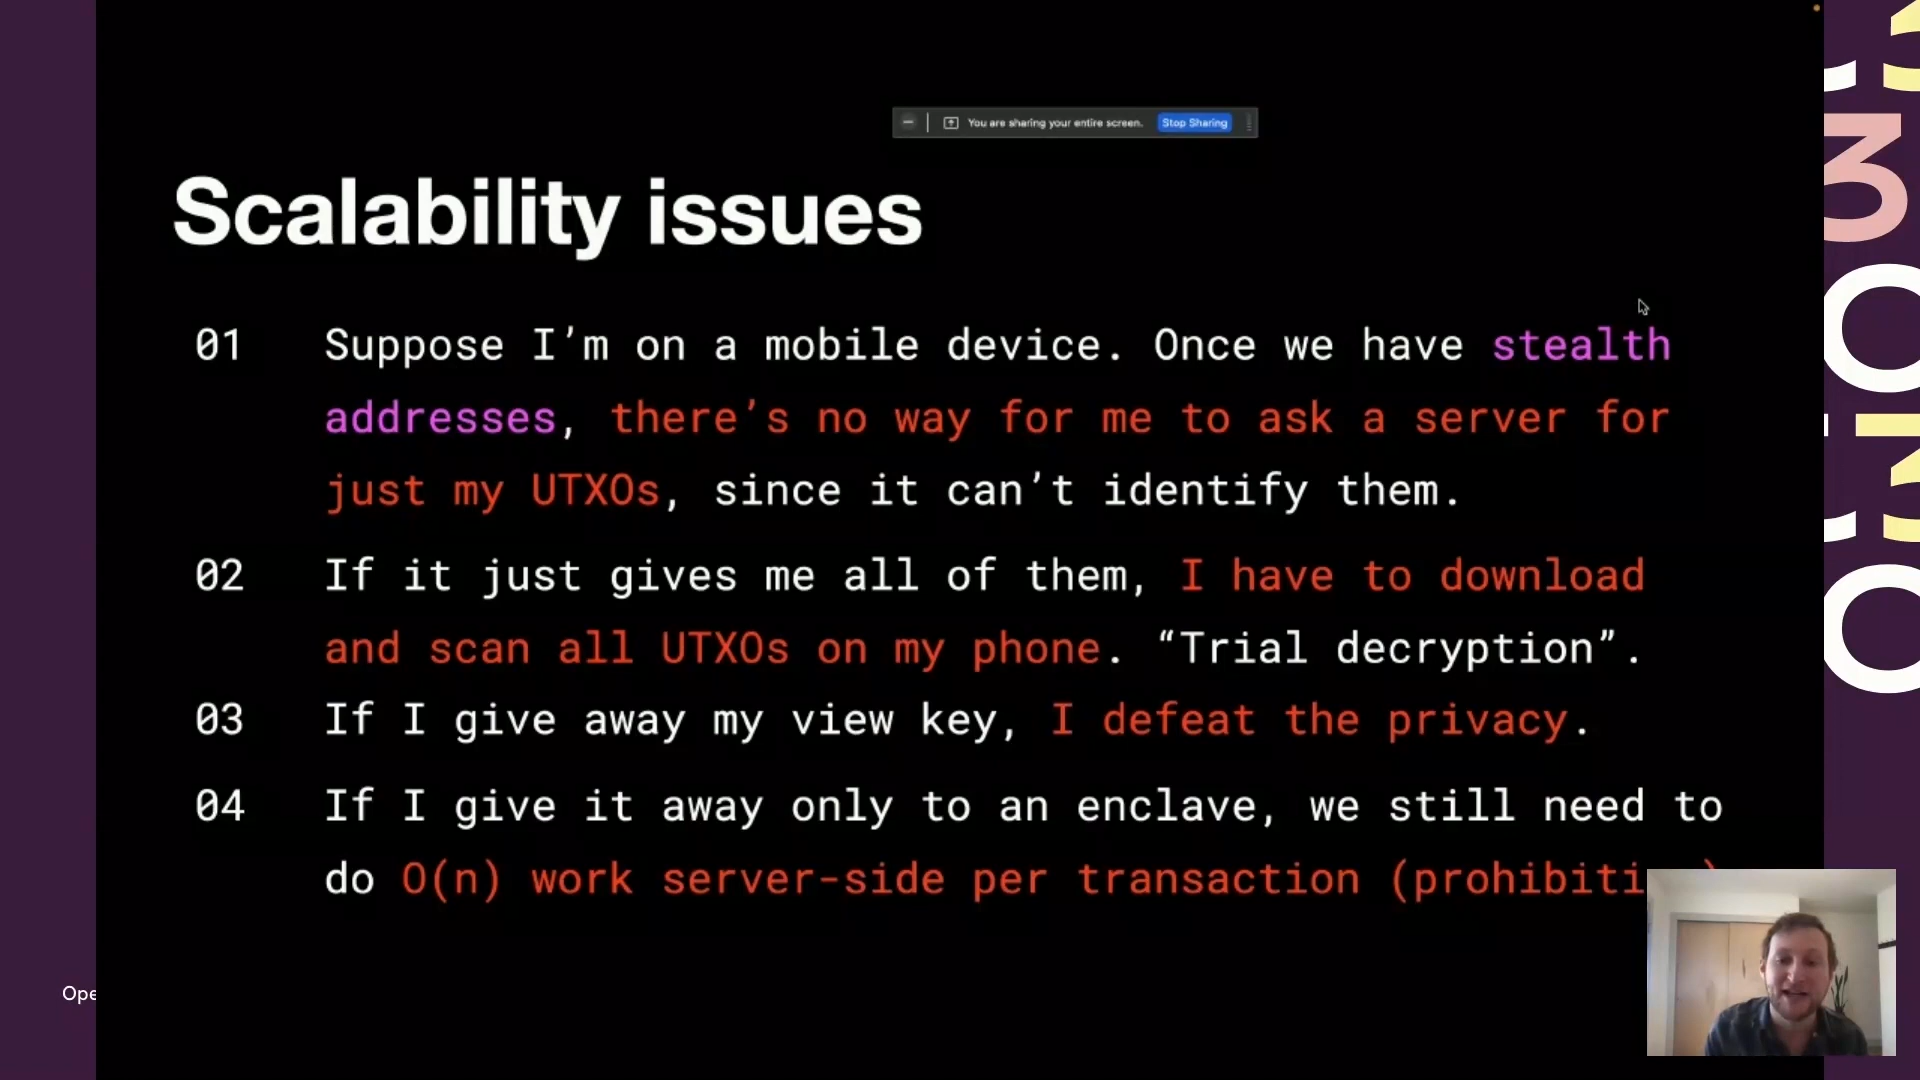 You are sharing your entire screen. Stop Sharing
Scalability issues
01 Suppose I’m on a mobile device. Once we have stealth
addresses, there’s no way for me to ask a server for
just my UTXOs, since it can’t identify them.
02 If it just gives me all of them, I have to download
and scan all UTXOs on my phone. “Trial decryption”.
03 If I give away my view key, I defeat the privacy.
04 If I give it away only to an enclave, we still need to
do O(n) work server-side per transaction
Ope